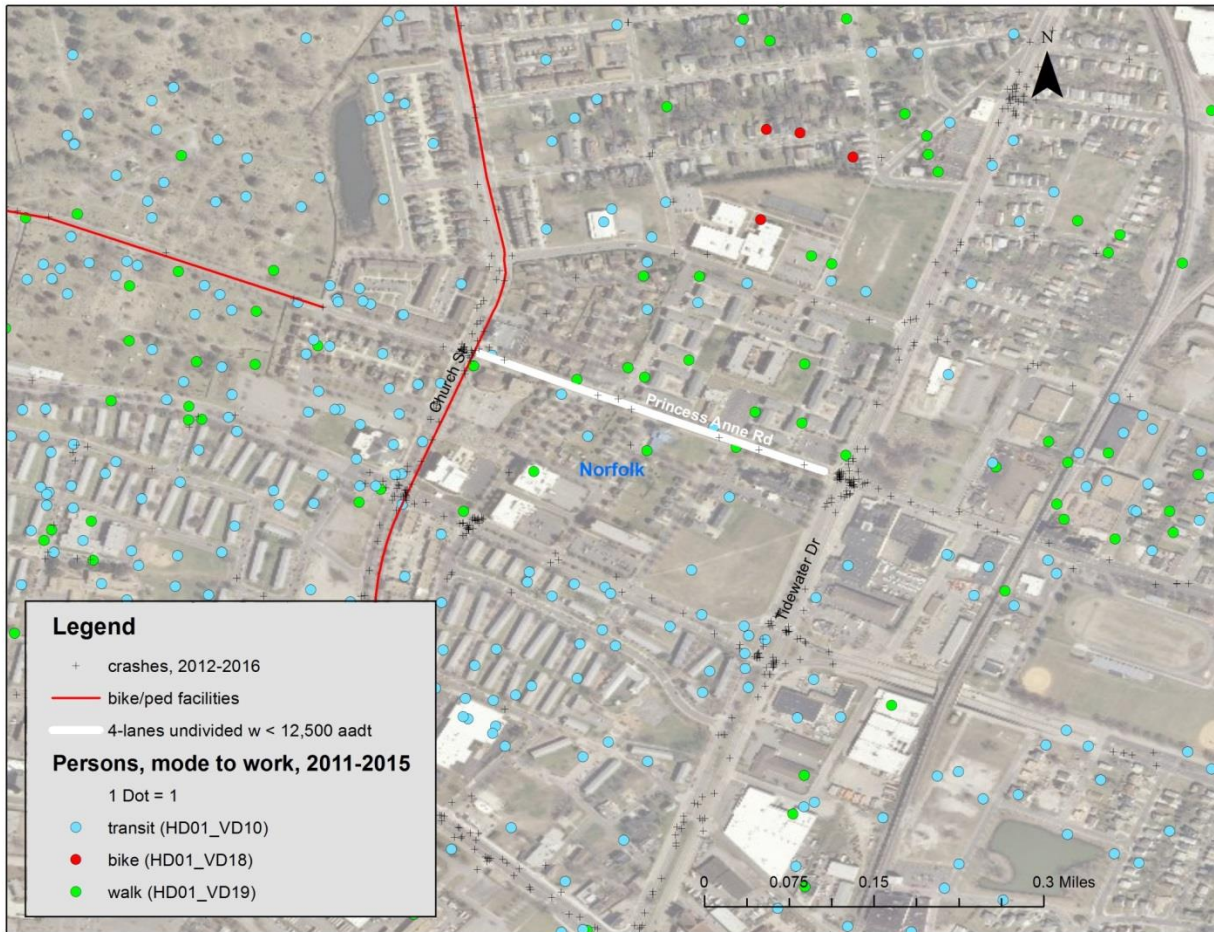 N
Church St
Princess Anne Rd
Norfolk
Tidewater Dr
Legend
crashes, 2012-2016
bike/ped facilities
4-lanes undivided w < 12,500 aadt
Persons, mode to work, 2011-2015
1 Dot = 1
transit (HD01_VD10)
bike (HD01_VD18)
walk (HD01_VD19)
0 0.075 0.15 0.3 Miles